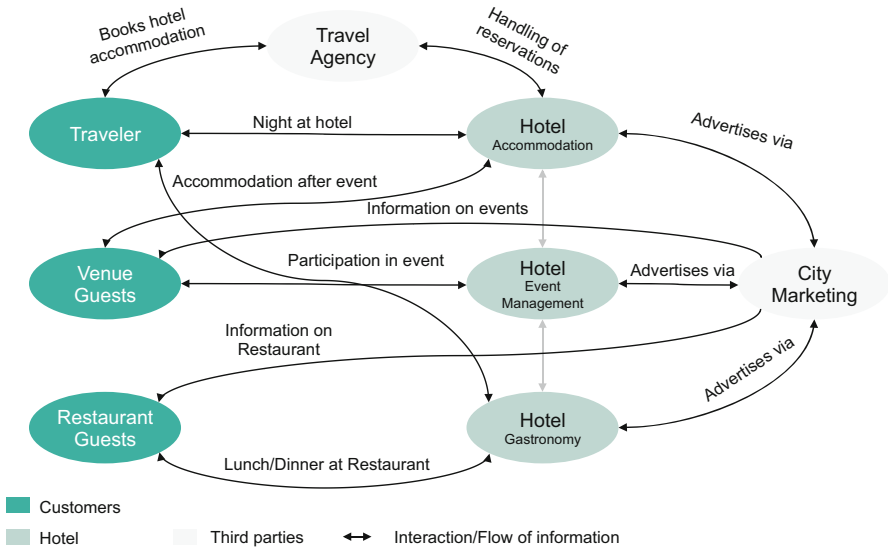 Books hotel
accommodation
Travel
Agency
Handling of
reservations
Traveler
Night at hotel
Hotel
Accommodation
Advertises via
Accommodation after event
Information on events
Venue
Guests
Participation in event
Hotel
Event
Management
Advertises via
City
Marketing
Information on
Restaurant
Advertises via
Restaurant
Guests
Hotel
Gastronomy
Lunch/Dinner at Restaurant
Customers
Hotel
Third parties
Interaction/Flow of information